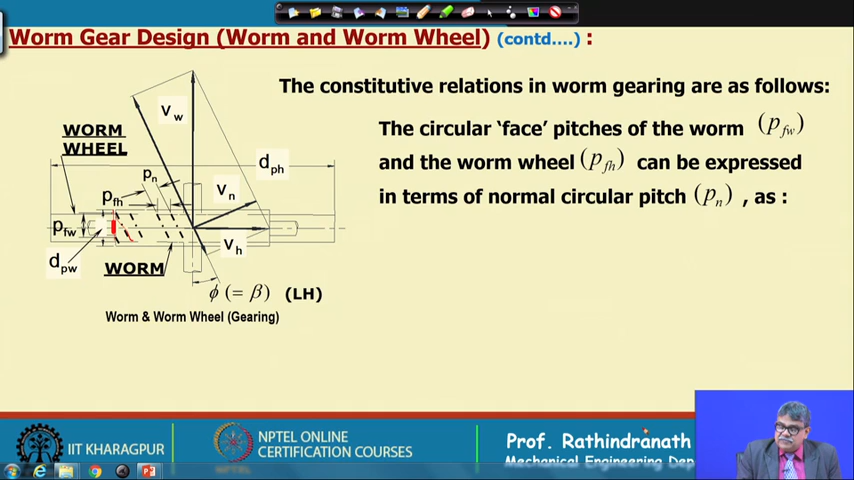 Worm Gear Design (Worm and Worm Wheel) (contd....) :
The constitutive relations in worm gearing are as follows:
The circular ‘face’ pitches of the worm (p_fw)
and the worm wheel (p_fh) can be expressed
in terms of normal circular pitch (p_n) , as :
V_w
WORM
WHEEL
d_ph
p_n
p_fh
V_n
p_fw
V_h
d_pw
WORM
ϕ (= β) (LH)
Worm & Worm Wheel (Gearing)
IIT KHARAGPUR
NPTEL ONLINE
CERTIFICATION COURSES
Prof. Rathindranath
Mechanical Engineering Dep